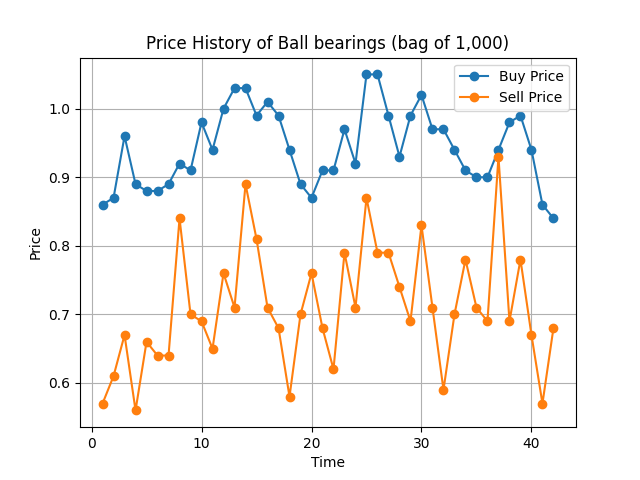 Price History of Ball bearings (bag of 1,000)
Buy Price
Sell Price
1.0
0.9
0.8
0.7
0.6
Price
0 10 20 30 40
Time